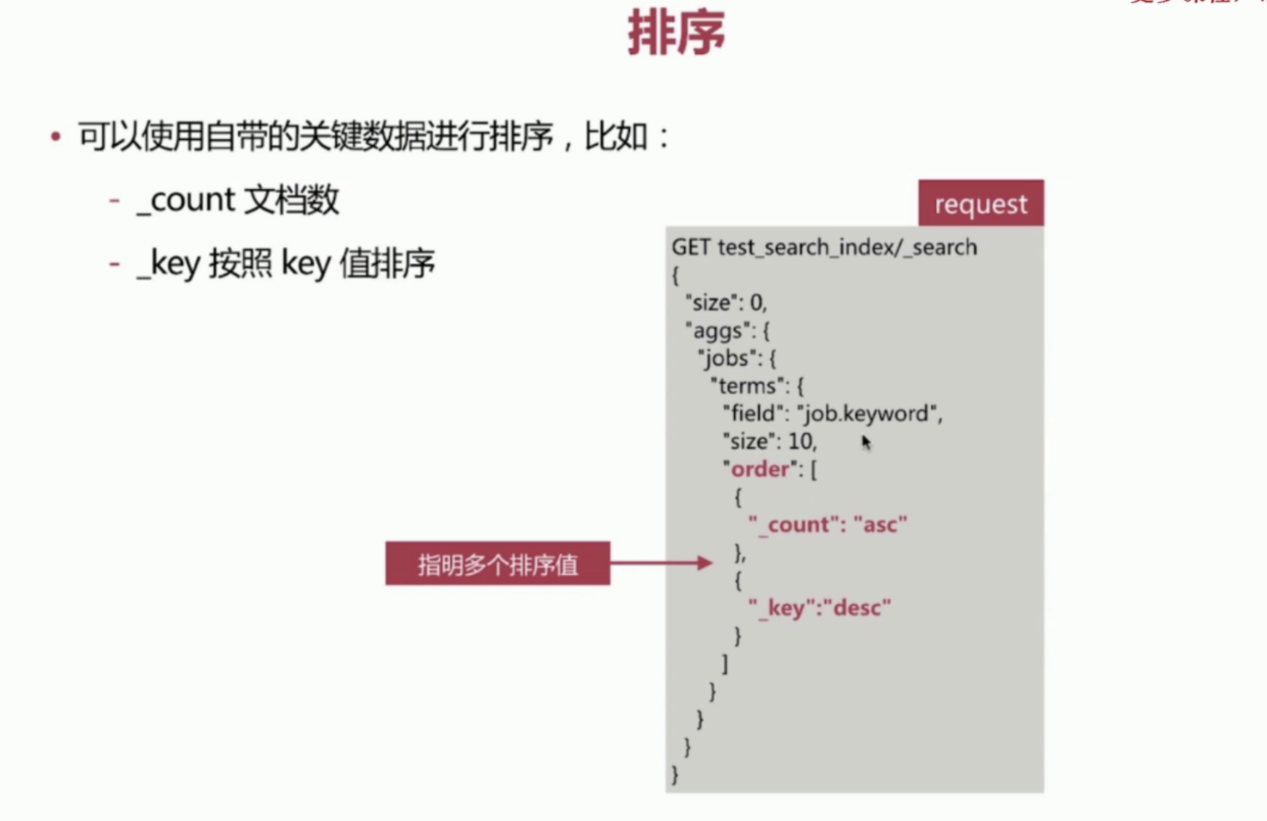 排序
• 可以使用自带的关键数据进行排序，比如：
- _count 文档数
- _key 按照 key 值排序
request
GET test_search_index/_search
{
"size": 0,
"aggs": {
"jobs": {
"terms": {
"field": "job.keyword",
"size": 10,
"order": [
{
"_count": "asc"
},
{
"_key":"desc"
}
]
}
}
}
}
指明多个排序值